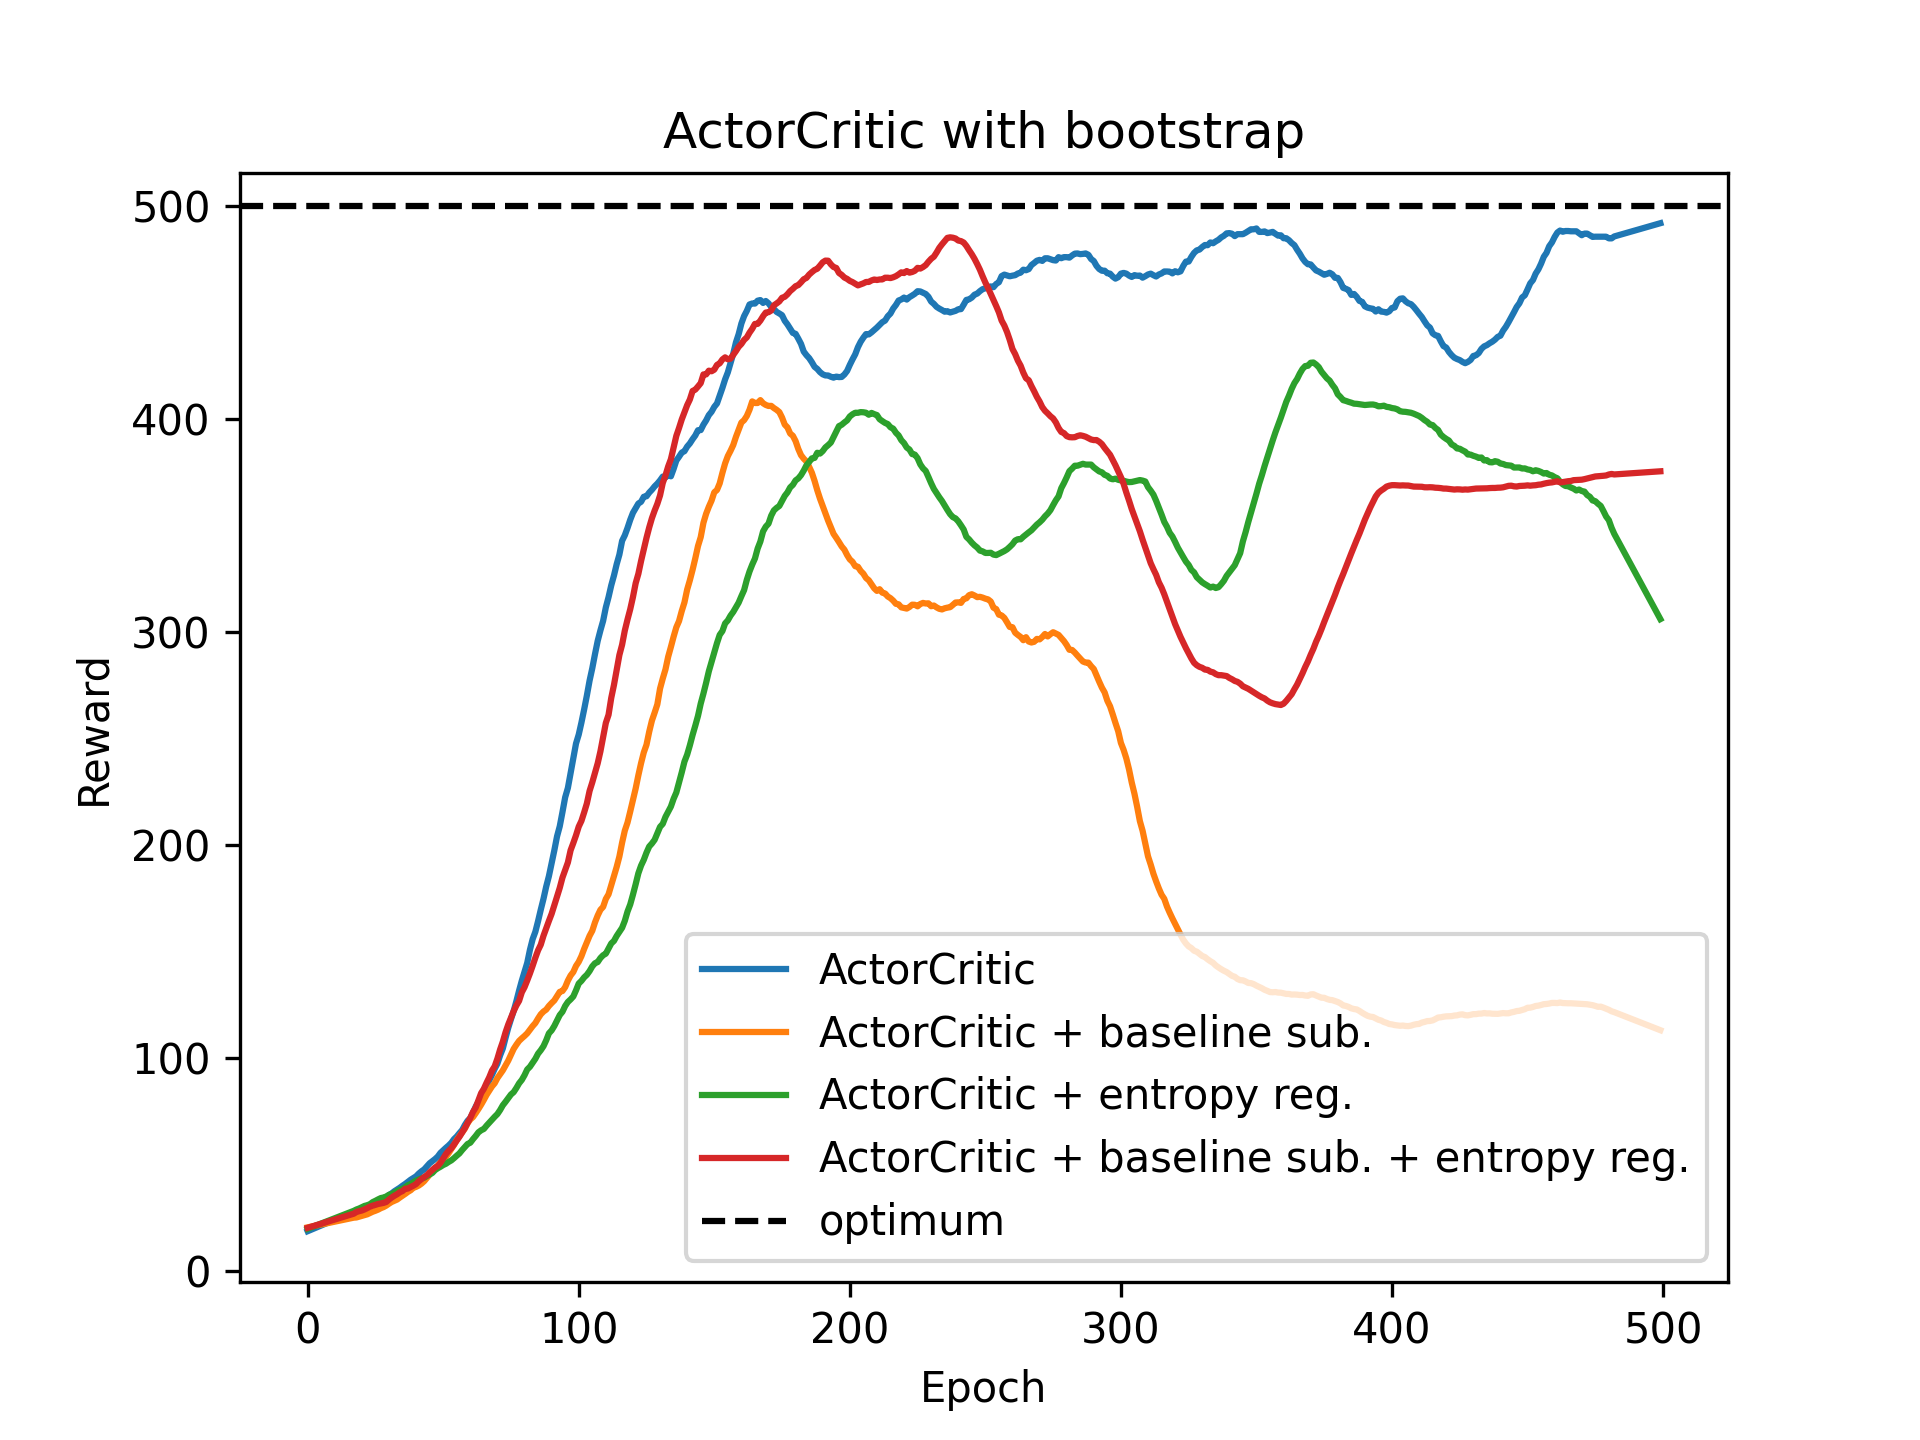 ActorCritic with bootstrap
500
400
300
200
100
0
Reward
ActorCritic
ActorCritic + baseline sub.
ActorCritic + entropy reg.
ActorCritic + baseline sub. + entropy reg.
optimum
0 100 200 300 400 500
Epoch